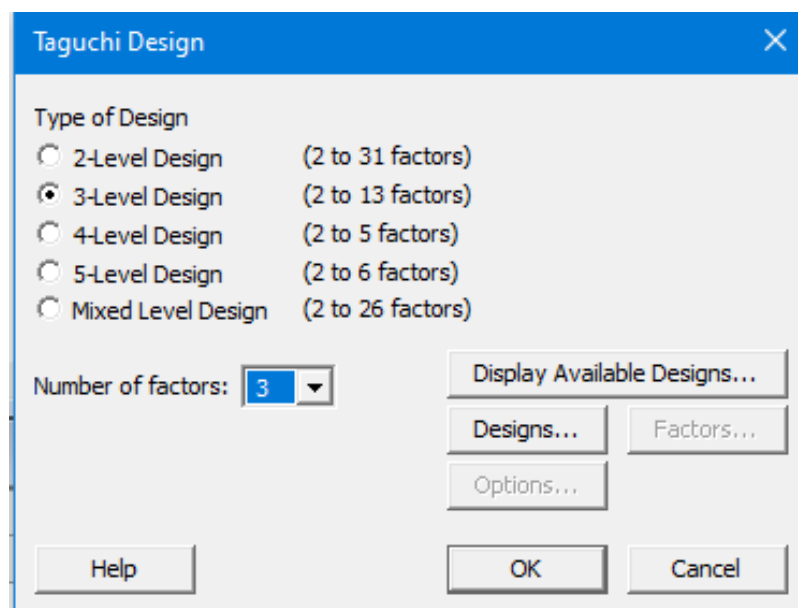 Taguchi Design
Type of Design
2-Level Design (2 to 31 factors)
3-Level Design (2 to 13 factors)
4-Level Design (2 to 5 factors)
5-Level Design (2 to 6 factors)
Mixed Level Design (2 to 26 factors)
Number of factors: 3
Display Available Designs...
Designs... Factors...
Options...
Help OK Cancel